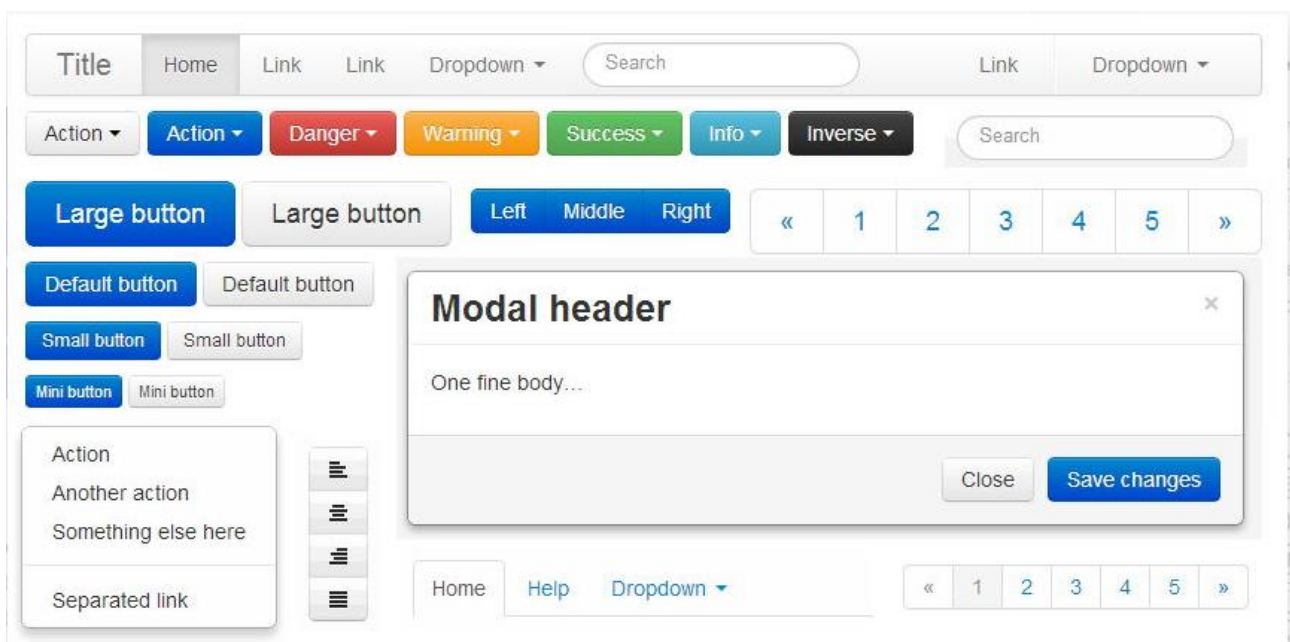 Title Home Link Link Dropdown Search Link Dropdown
Action Action Danger Warning Success Info Inverse Search
Large button Large button Left Middle Right « 1 2 3 4 5 »
Default button Default button
Small button Small button
Mini button Mini button
Modal header ×
One fine body...
Close Save changes
Action
Another action
Something else here
Separated link
Home Help Dropdown « 1 2 3 4 5 »